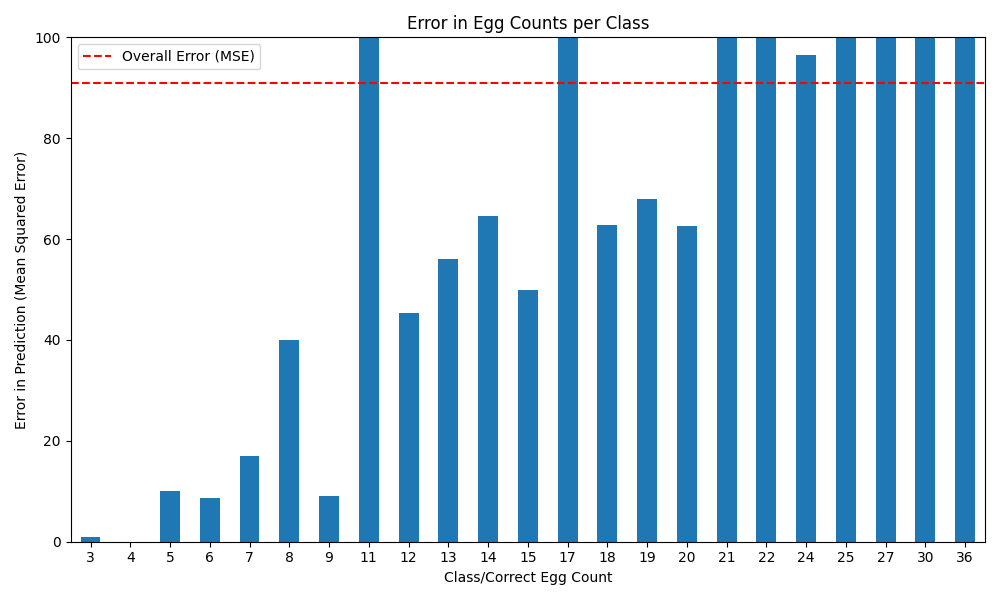 Error in Egg Counts per Class
Overall Error (MSE)
Error in Prediction (Mean Squared Error)
100
80
60
40
20
0
3 4 5 6 7 8 9 11 12 13 14 15 17 18 19 20 21 22 24 25 27 30 36
Class/Correct Egg Count